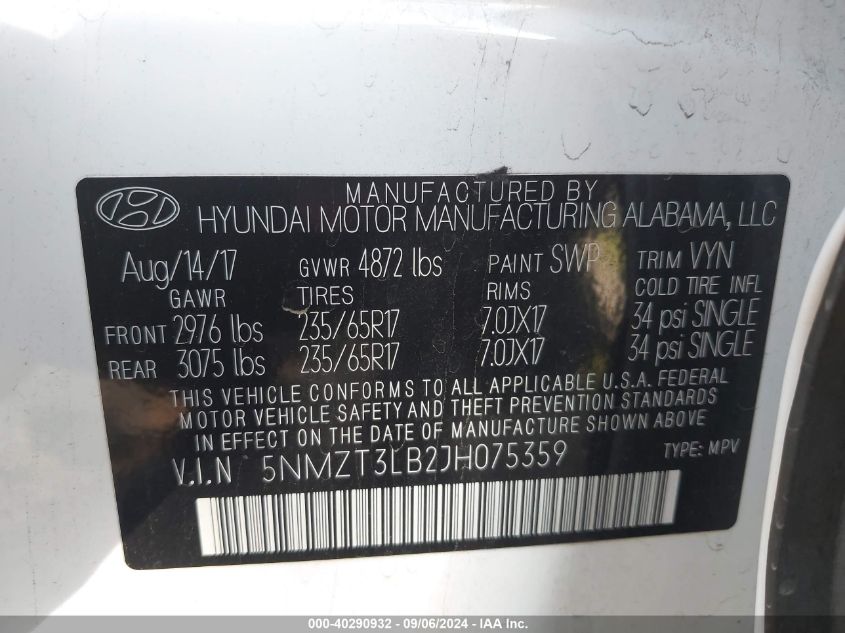 MANUFACTURED BY
HYUNDAI MOTOR MANUFACTURING ALABAMA, LLC
Aug/14/17 GVWR 4872 lbs PAINT SWP TRIM VYN
GAWR TIRES RIMS COLD TIRE INFL
FRONT 2976 lbs 235/65R17 7.0JX17 34 psi SINGLE
REAR 3075 lbs 235/65R17 7.0JX17 34 psi SINGLE
THIS VEHICLE CONFORMS TO ALL APPLICABLE U.S.A. FEDERAL
MOTOR VEHICLE SAFETY AND THEFT PREVENTION STANDARDS
IN EFFECT ON THE DATE OF MANUFACTURE SHOWN ABOVE
V.I.N 5NMZT3LB2JH075359 TYPE: MPV
000-40290932 - 09/06/2024 - IAAI.com